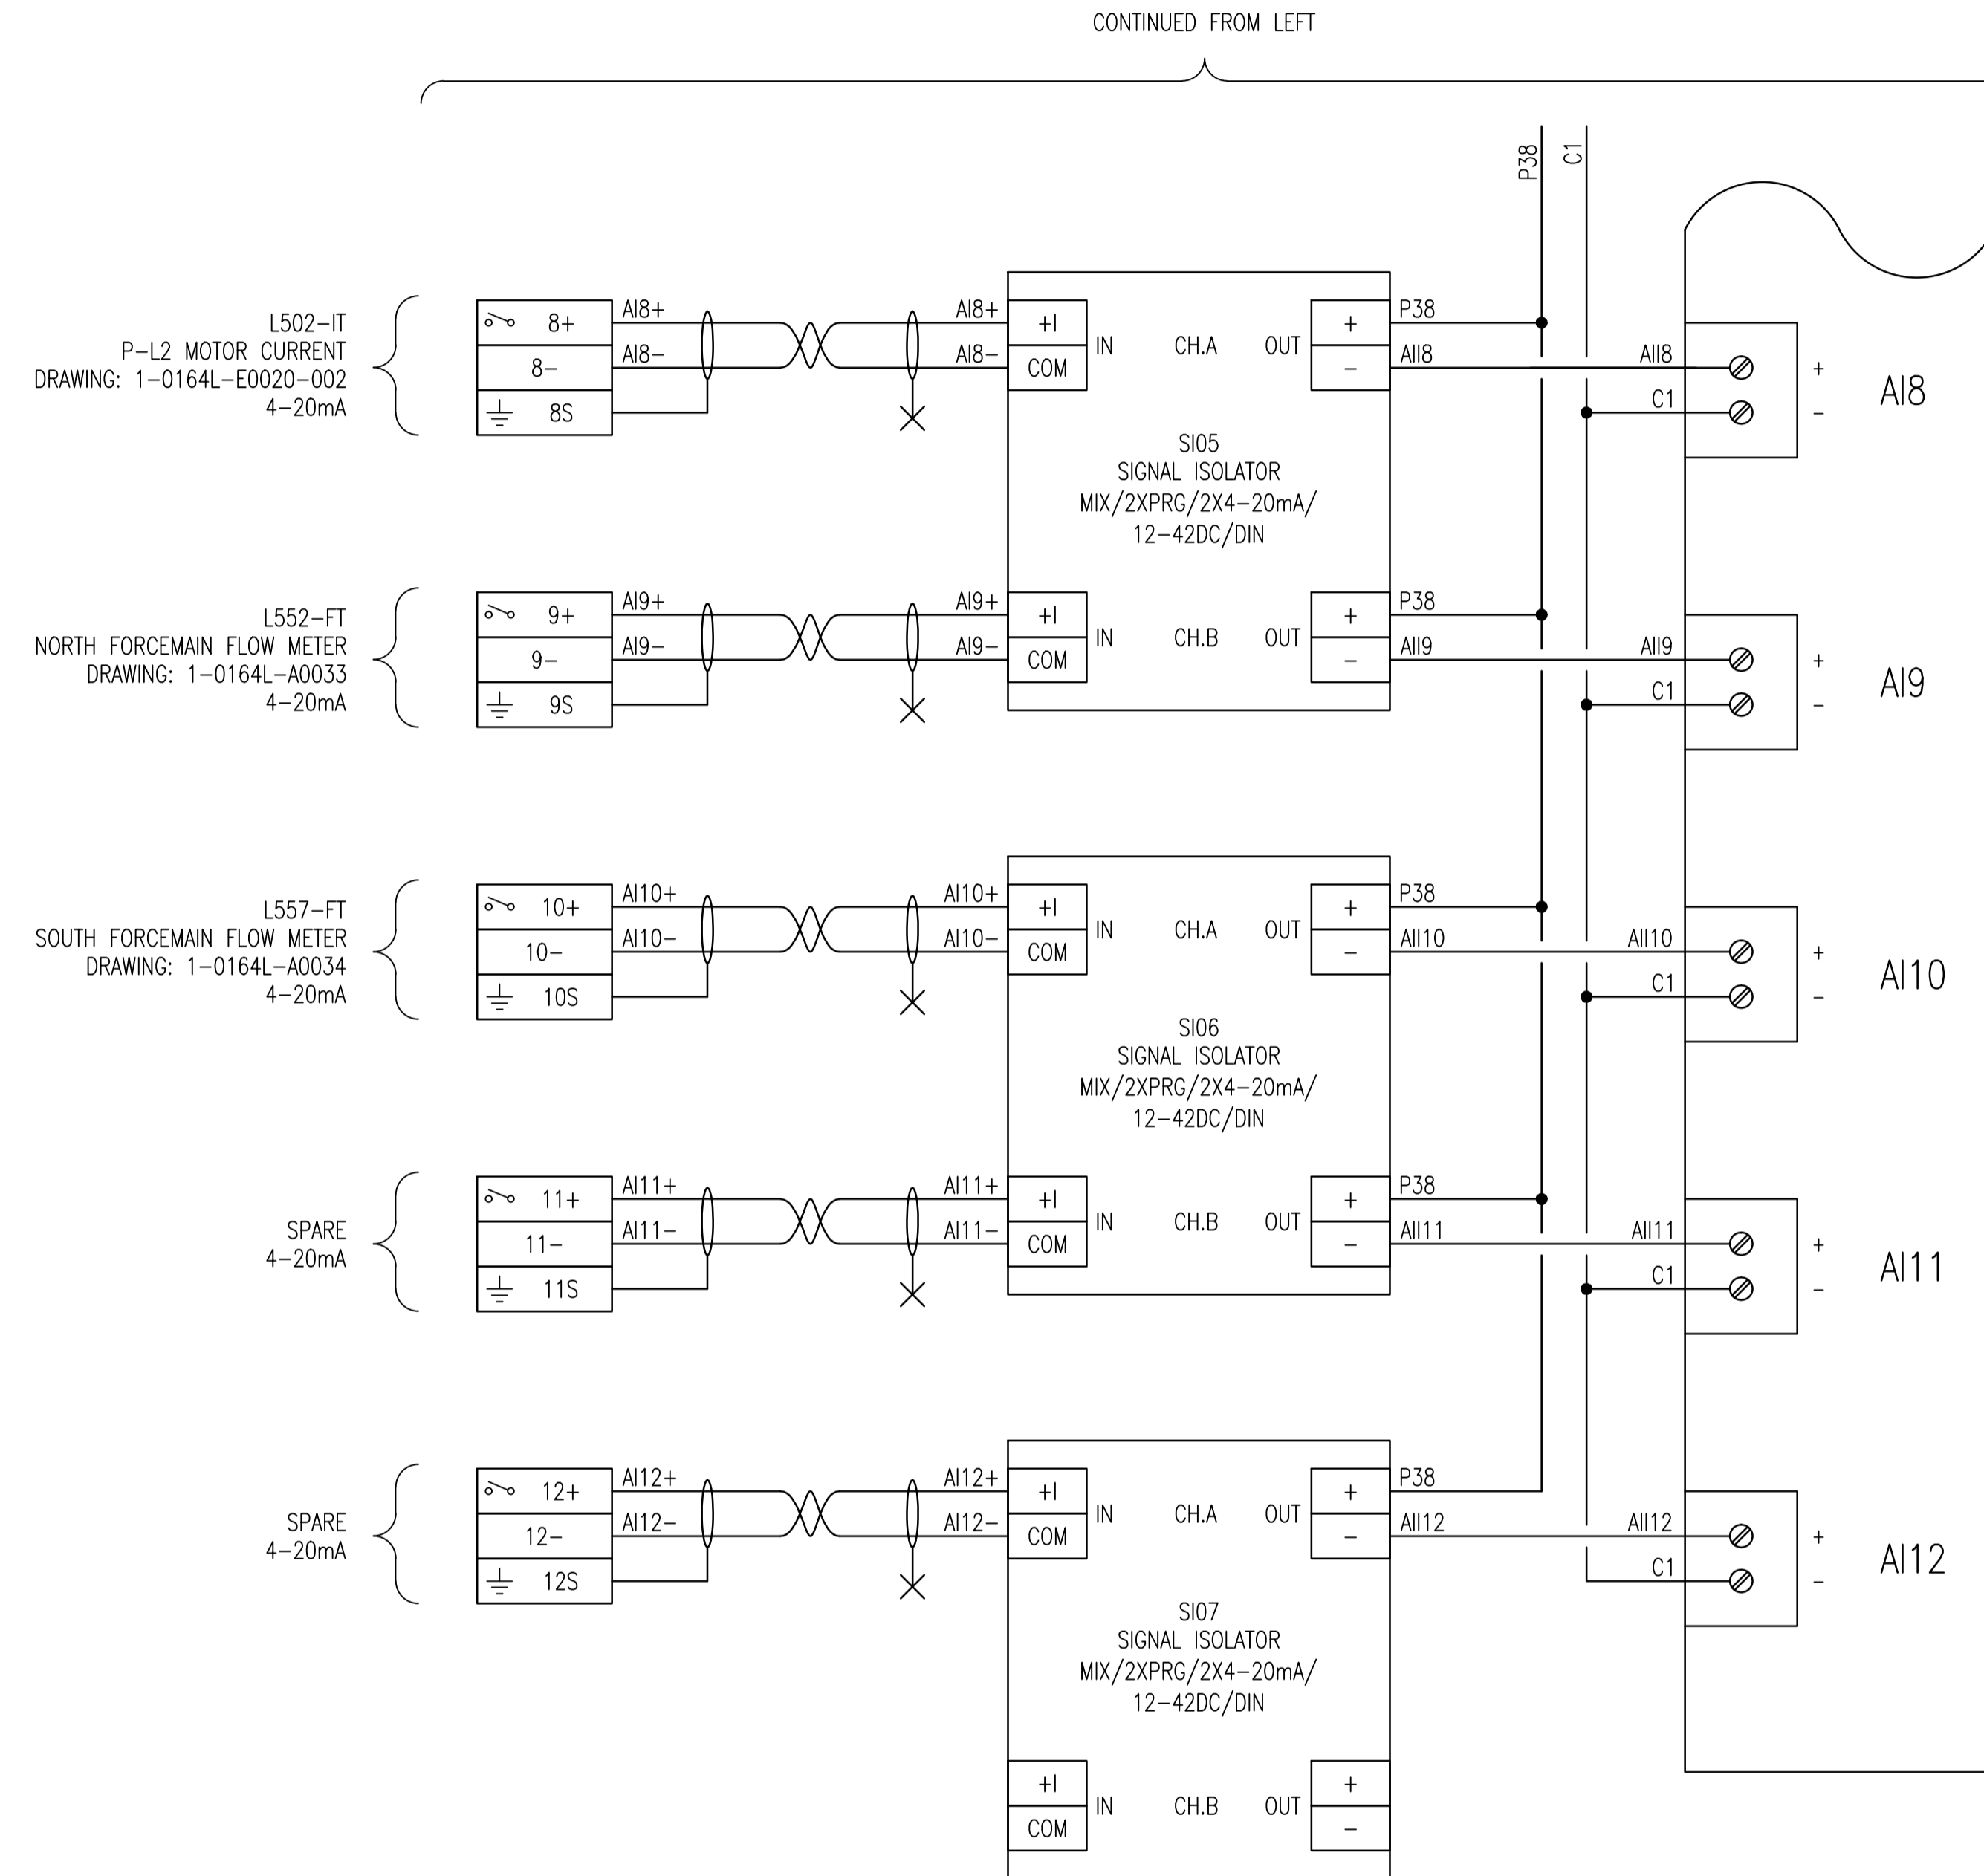 CONTINUED FROM LEFT
P38
C1
L502-IT
P-L2 MOTOR CURRENT
DRAWING: 1-0164L-E0020-002
4-20mA
8+
8-
8S
AI8+
AI8-
AI8+
AI8-
+I
COM
IN
CH.A
OUT
+
-
P38
AII8
AII8
C1
+
-
AI8
SI05
SIGNAL ISOLATOR
MIX/2XPRG/2X4-20mA/
12-42DC/DIN
L552-FT
NORTH FORCEMAIN FLOW METER
DRAWING: 1-0164L-A0033
4-20mA
9+
9-
9S
AI9+
AI9-
AI9+
AI9-
+I
COM
IN
CH.B
OUT
+
-
P38
AII9
AII9
C1
+
-
AI9
L557-FT
SOUTH FORCEMAIN FLOW METER
DRAWING: 1-0164L-A0034
4-20mA
10+
10-
10S
AI10+
AI10-
AI10+
AI10-
+I
COM
IN
CH.A
OUT
+
-
P38
AII10
AII10
C1
+
-
AI10
SI06
SIGNAL ISOLATOR
MIX/2XPRG/2X4-20mA/
12-42DC/DIN
SPARE
4-20mA
11+
11-
11S
AI11+
AI11-
AI11+
AI11-
+I
COM
IN
CH.B
OUT
+
-
P38
AII11
AII11
C1
+
-
AI11
SPARE
4-20mA
12+
12-
12S
AI12+
AI12-
AI12+
AI12-
+I
COM
IN
CH.A
OUT
+
-
P38
AII12
AII12
C1
+
-
AI12
SI07
SIGNAL ISOLATOR
MIX/2XPRG/2X4-20mA/
12-42DC/DIN
+I
COM
IN
CH.B
OUT
+
-